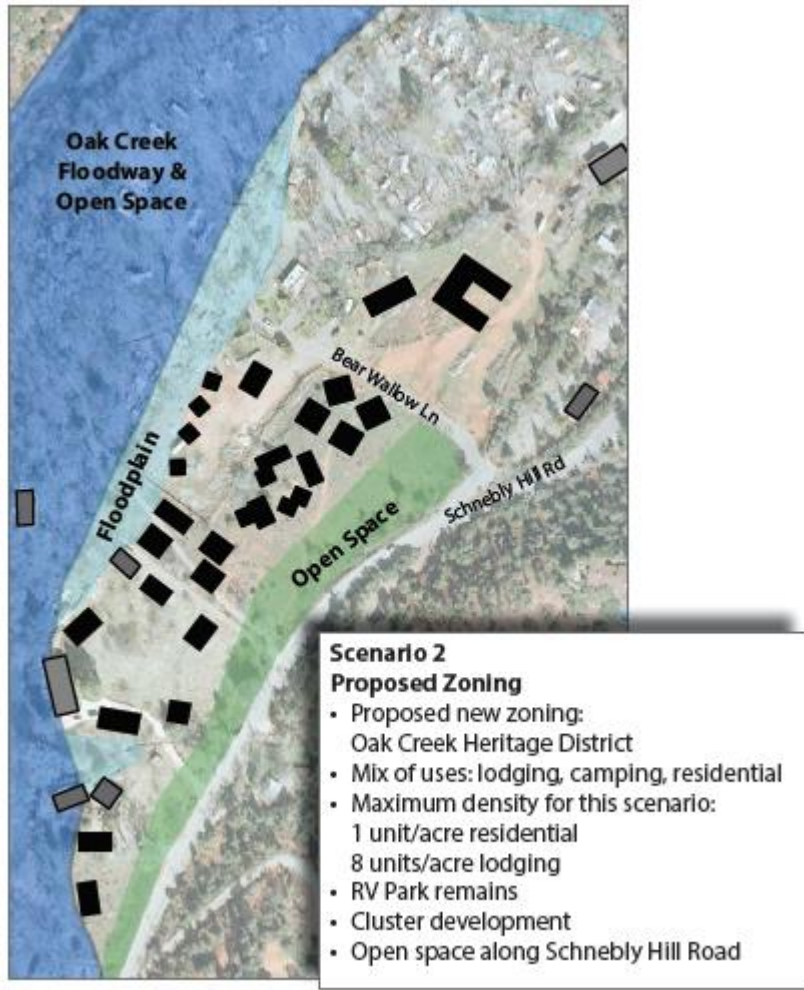 Oak Creek
Floodway &
Open Space
Bear Wallow Ln
Floodplain
Open Space
Schnebly Hill Rd
Scenario 2
Proposed Zoning
• Proposed new zoning:
Oak Creek Heritage District
• Mix of uses: lodging, camping, residential
• Maximum density for this scenario:
1 unit/acre residential
8 units/acre lodging
• RV Park remains
• Cluster development
• Open space along Schnebly Hill Road